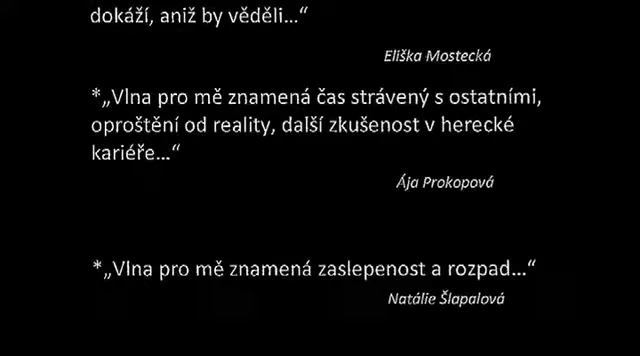 dokáží, aniž by věděli…“
Eliška Mostecká
*„Vlna pro mě znamená čas strávený s ostatními,
oproštění od reality, další zkušenost v herecké
kariéře…“
Ája Prokopová
*„Vlna pro mě znamená zaslepenost a rozpad…“
Natálie Šlapalová